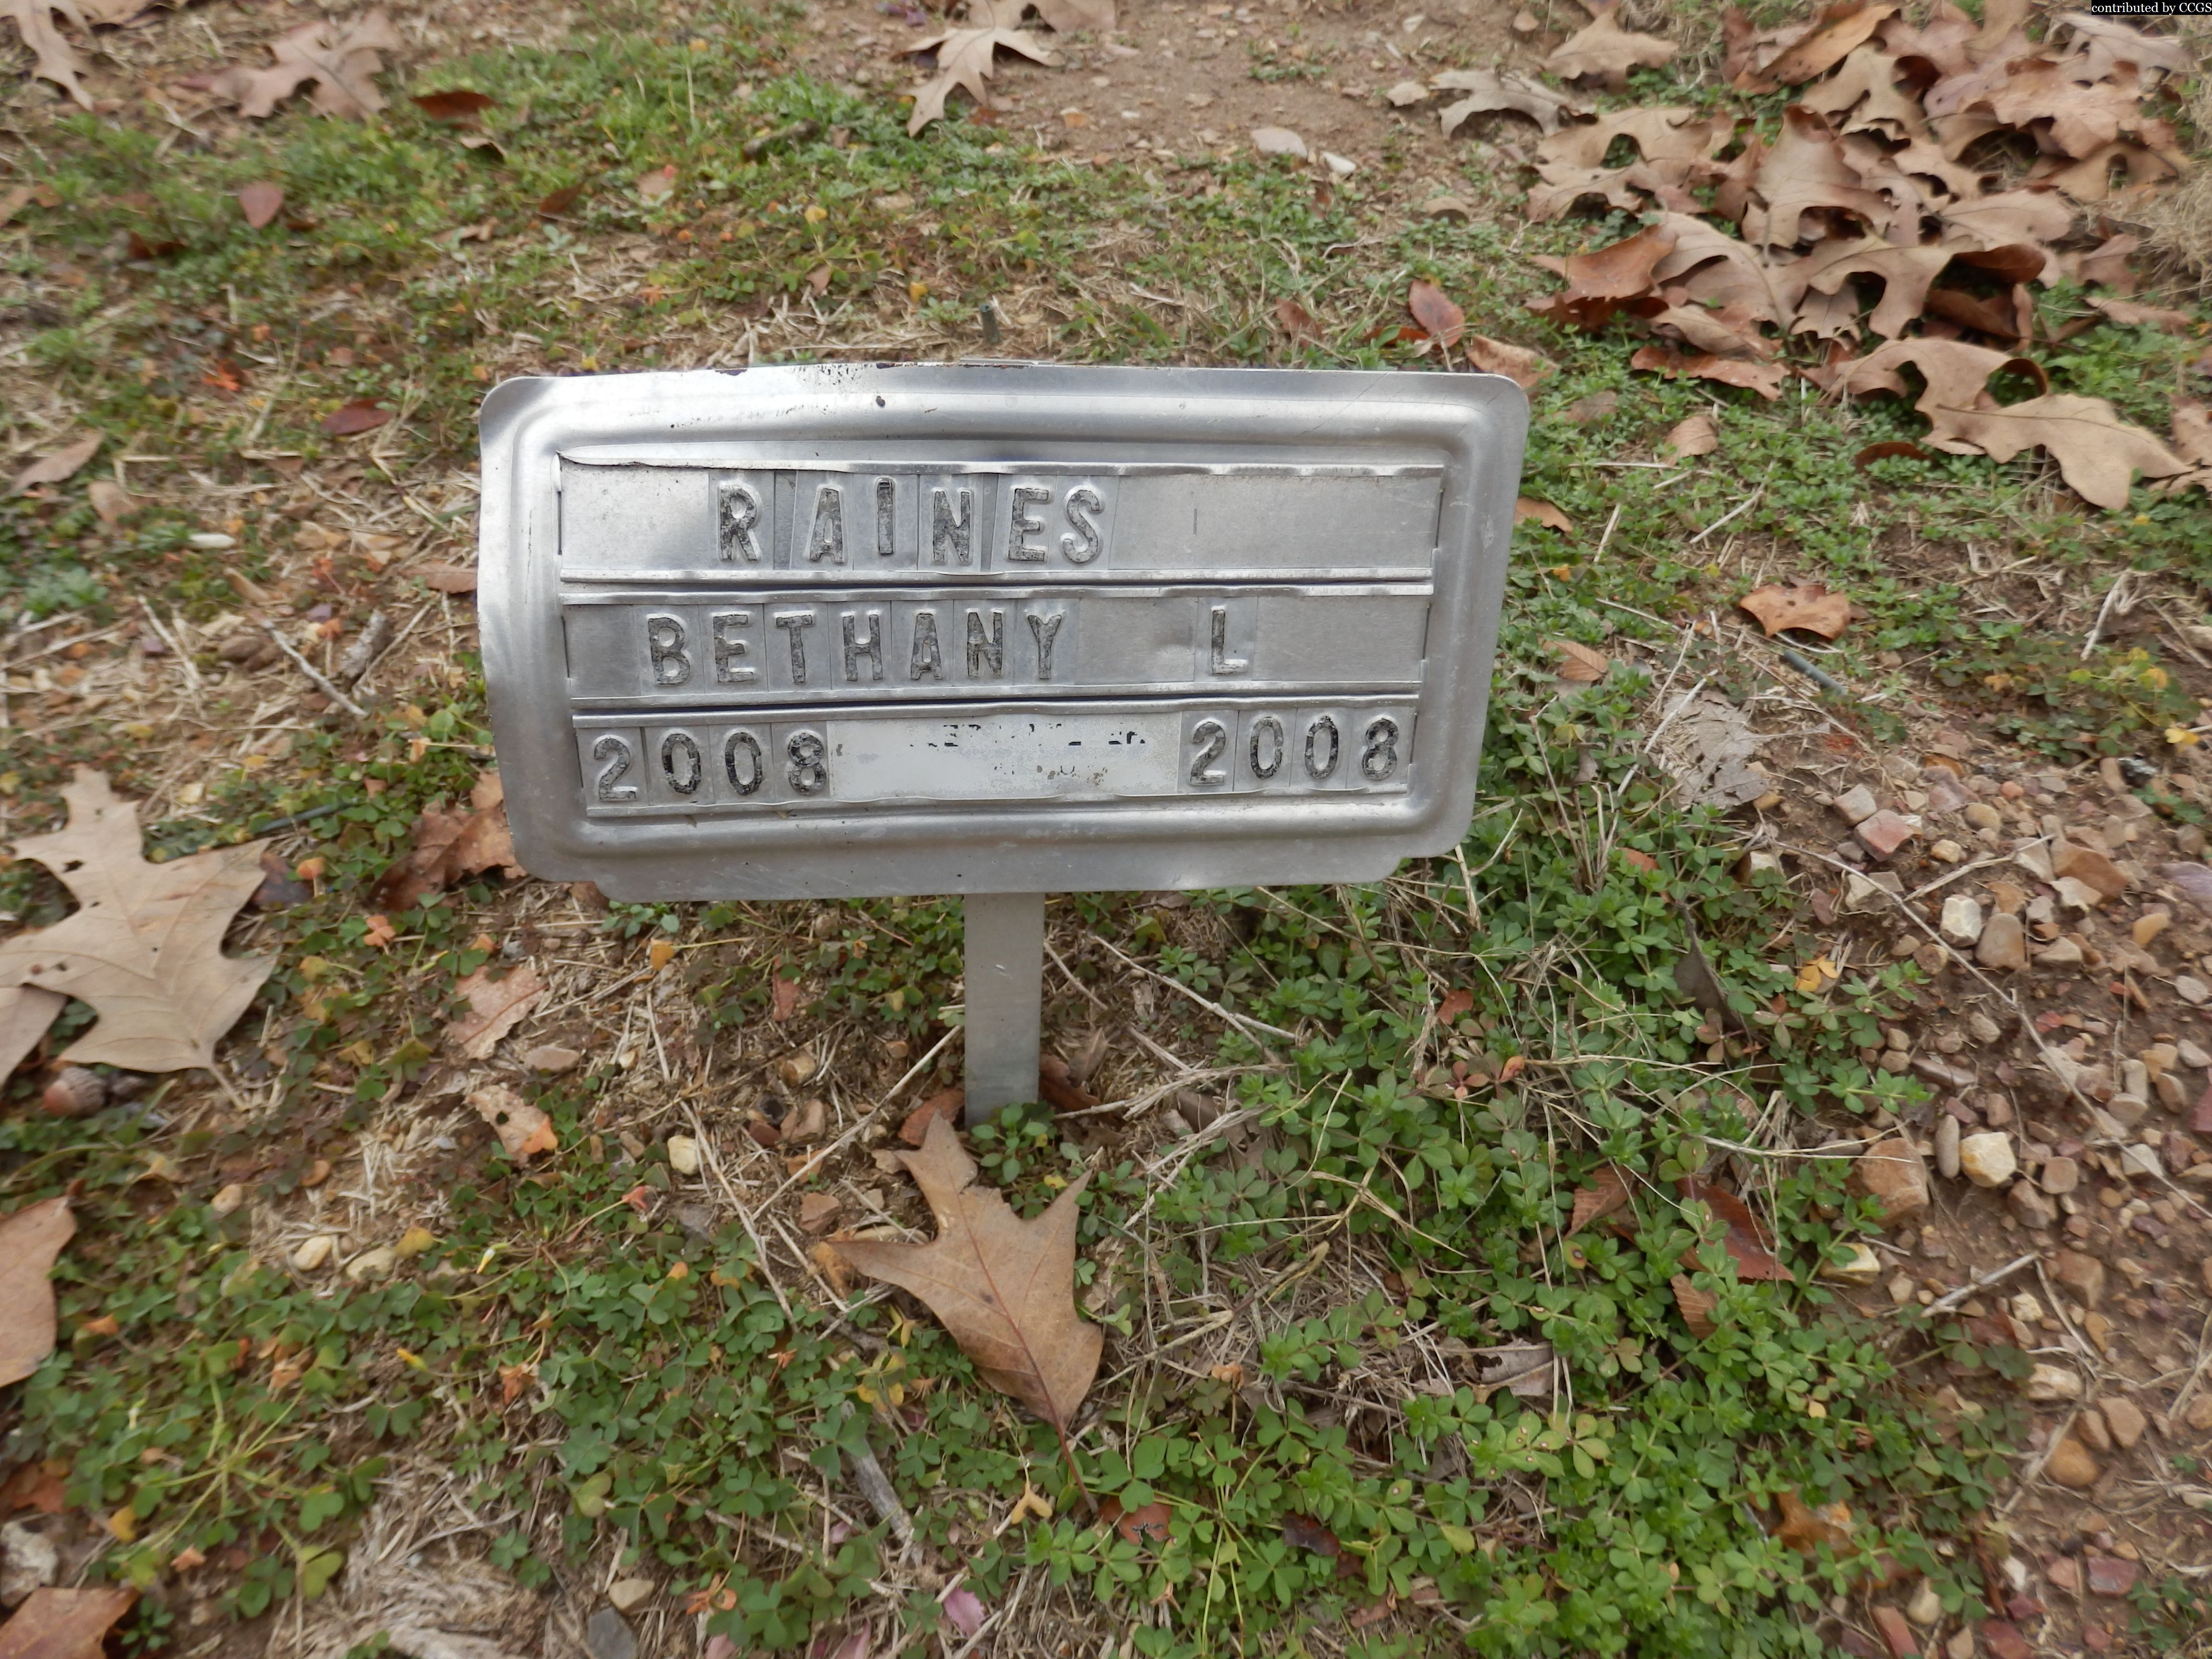 contributed by CCGS
RAINES
BETHANY L
2008 2008